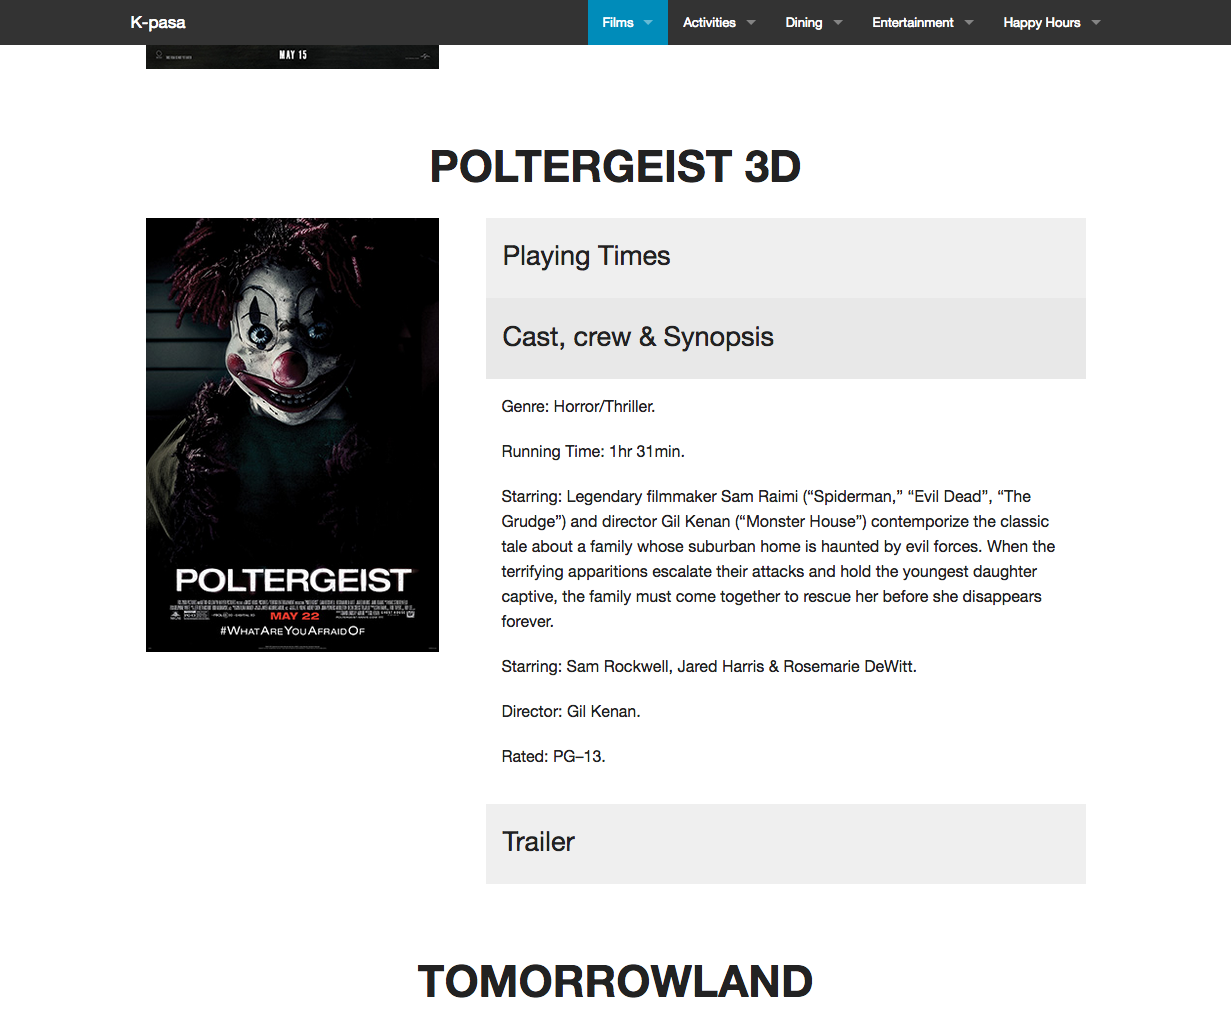 K-pasa
Films
Activities
Dining
Entertainment
Happy Hours
MAY 15
POLTERGEIST 3D
POLTERGEIST
MAY 22
#WHATAREYOUAFRAIDOF
Playing Times
Cast, crew & Synopsis
Genre: Horror/Thriller.
Running Time: 1hr 31min.
Starring: Legendary filmmaker Sam Raimi (“Spiderman,” “Evil Dead”, “The
Grudge”) and director Gil Kenan (“Monster House”) contemporize the classic
tale about a family whose suburban home is haunted by evil forces. When the
terrifying apparitions escalate their attacks and hold the youngest daughter
captive, the family must come together to rescue her before she disappears
forever.
Starring: Sam Rockwell, Jared Harris & Rosemarie DeWitt.
Director: Gil Kenan.
Rated: PG–13.
Trailer
TOMORROWLAND